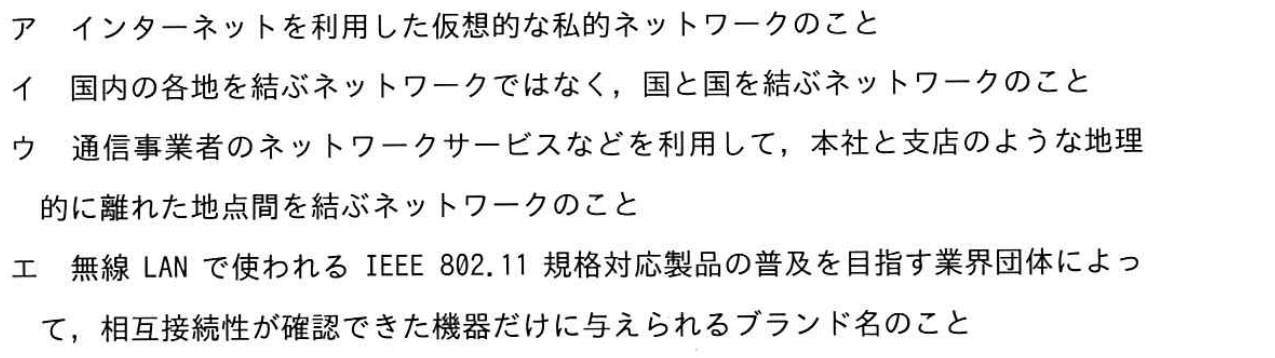 ア　インターネットを利用した仮想的な私的ネットワークのこと
イ　国内の各地を結ぶネットワークではなく，国と国を結ぶネットワークのこと
ウ　通信事業者のネットワークサービスなどを利用して，本社と支店のような地理
的に離れた地点間を結ぶネットワークのこと
エ　無線 LAN で使われる IEEE 802.11 規格対応製品の普及を目指す業界団体によっ
て，相互接続性が確認できた機器だけに与えられるブランド名のこと